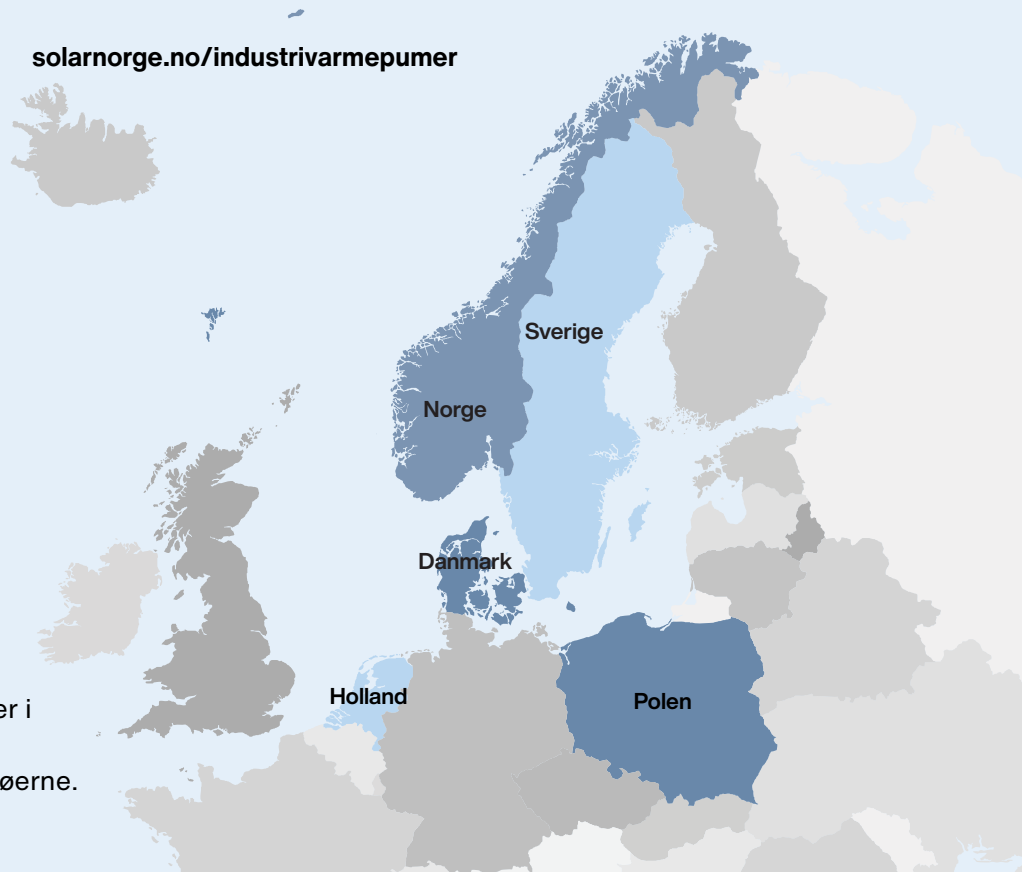 solarnorge.no/industrivarmepumer
Sverige
Norge
Danmark
Holland
Polen
er i
øerne.